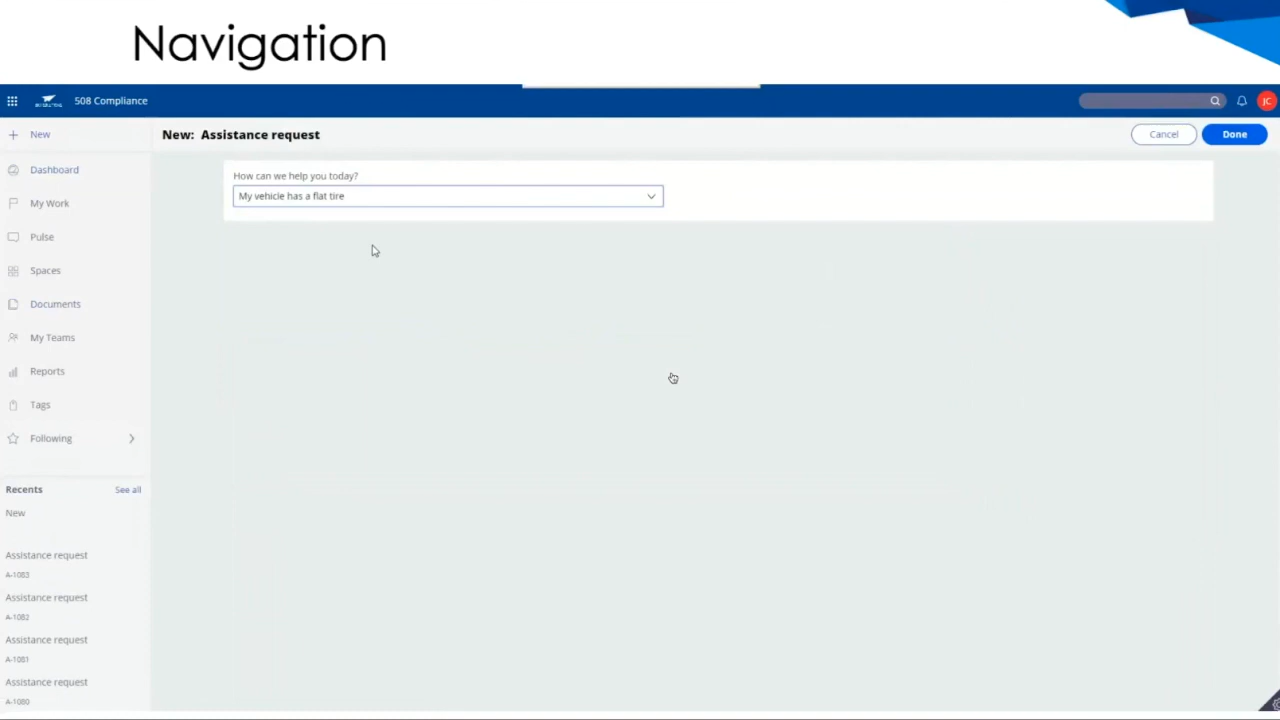 Navigation
508 Compliance
JC
New
New: Assistance request
Cancel
Done
How can we help you today?
My vehicle has a flat tire
Dashboard
My Work
Pulse
Spaces
Documents
My Teams
Reports
Tags
Following
Recents
See all
New
Assistance request
A-1083
Assistance request
A-1082
Assistance request
A-1081
Assistance request
A-1080